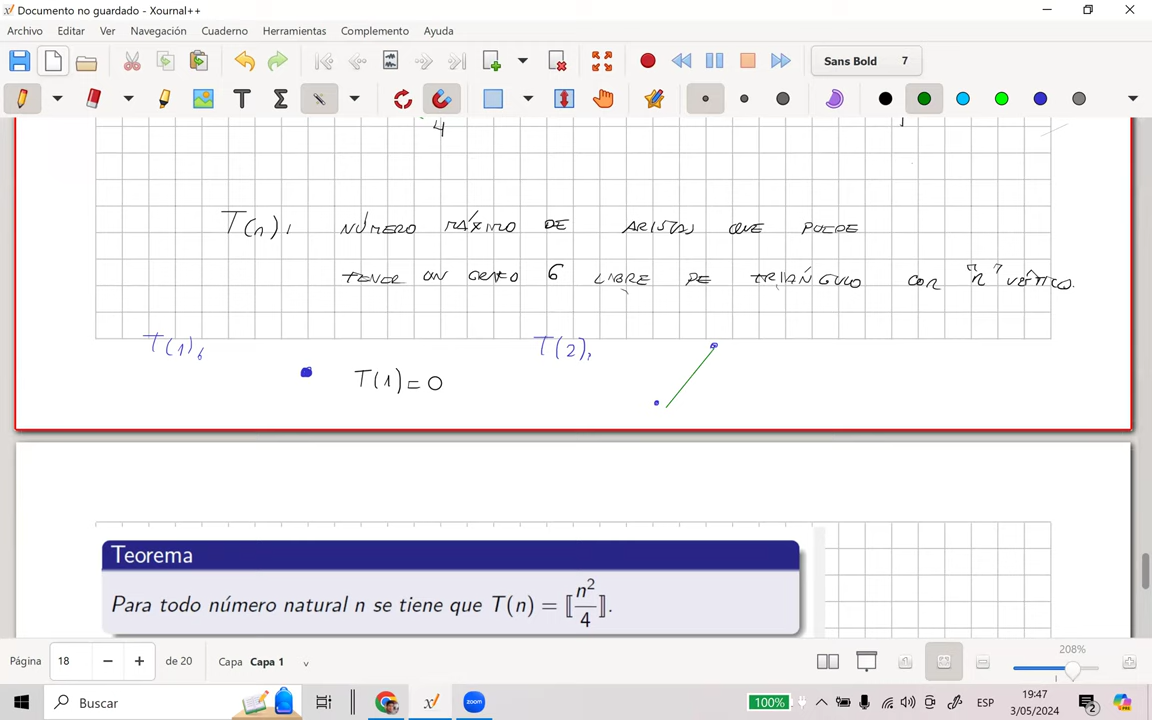 Documento no guardado - Xournal++
Archivo Editar Ver Navegación Cuaderno Herramientas Complemento Ayuda
Sans Bold 7
4
T(n): NÚMERO MÁXIMO DE ARISTAS QUE PUEDE
TENER UN GRAFO G LIBRE DE TRIÁNGULO CON "n" VÉRTICES.
T(1): T(2):
T(1) = 0
Teorema
Para todo número natural n se tiene que T(n) = ⟦n²/4⟧.
Página 18 de 20 Capa Capa 1 208%
Buscar 100% ESP 19:47
3/05/2024 2